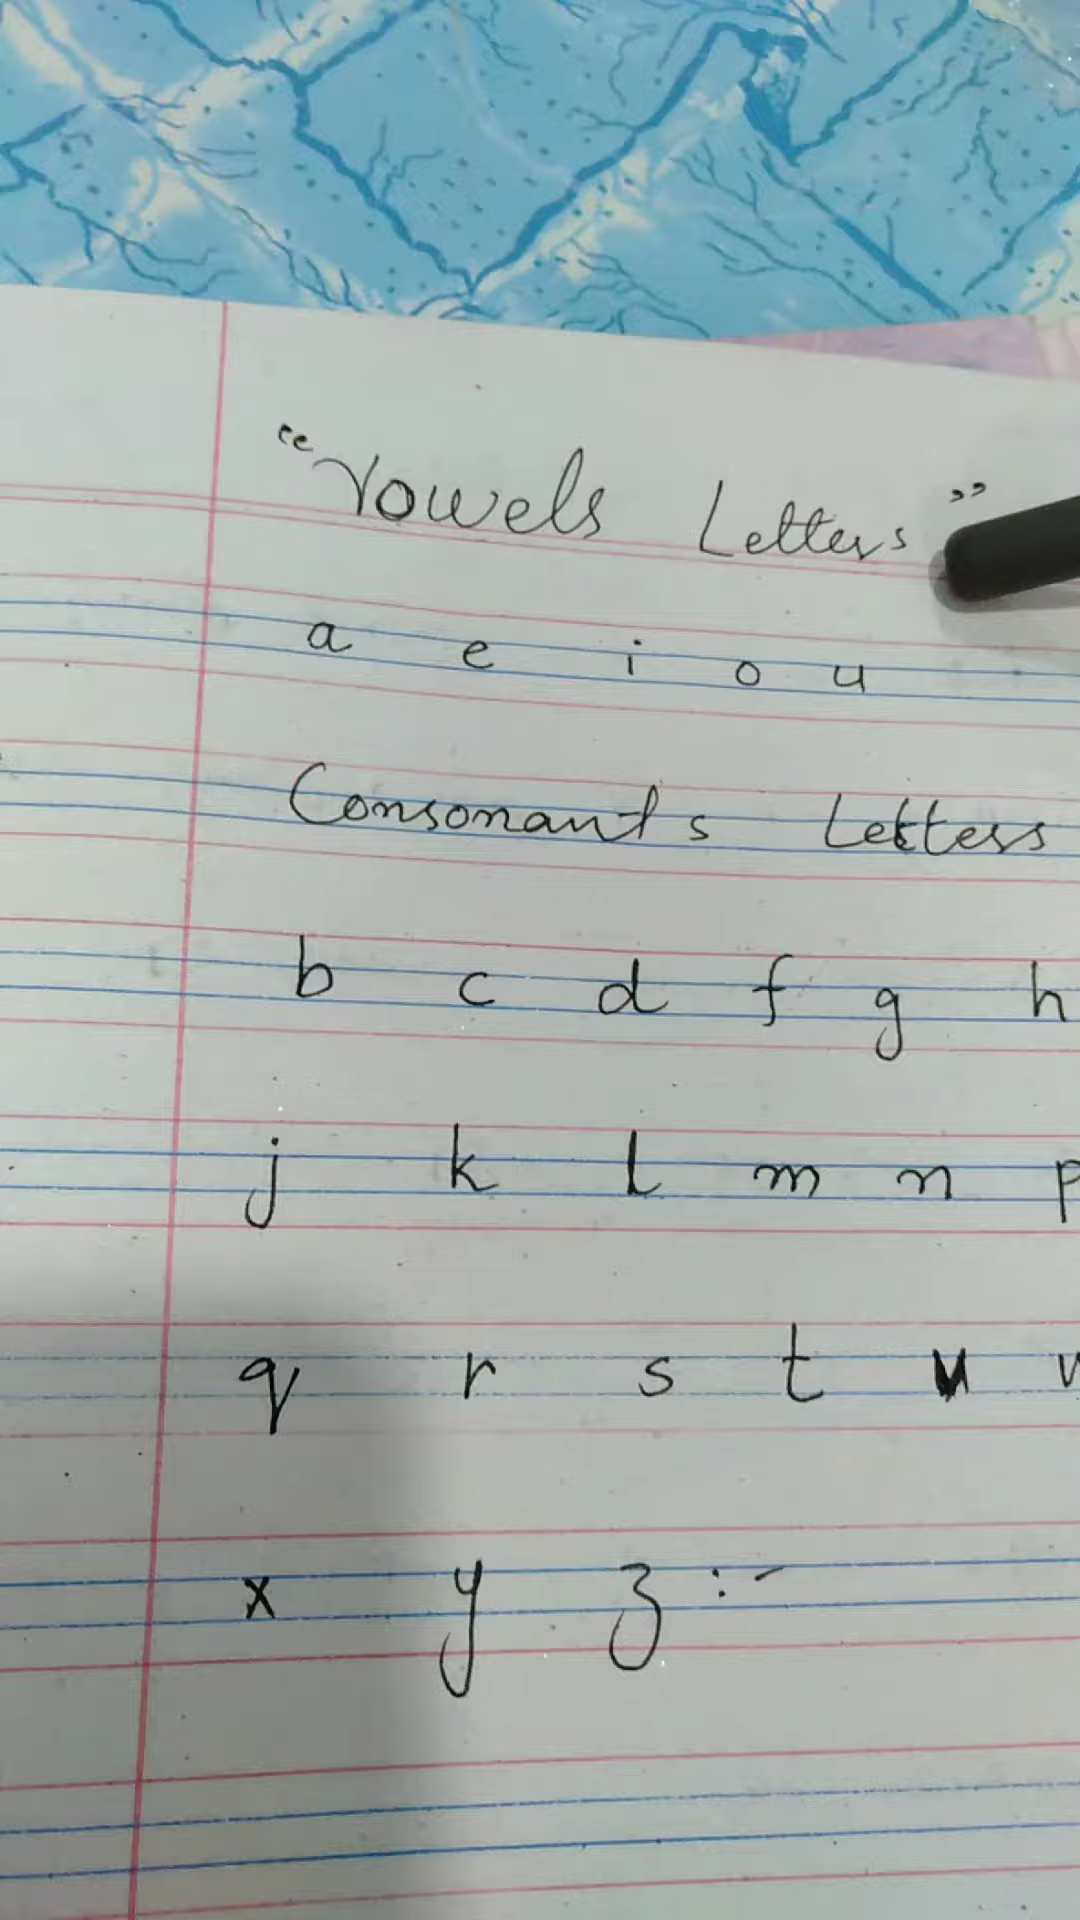 "Vowels Letters"
a e i o u
Consonants Letters
b c d f g h
j k l m n p
q r s t v
x y z :-